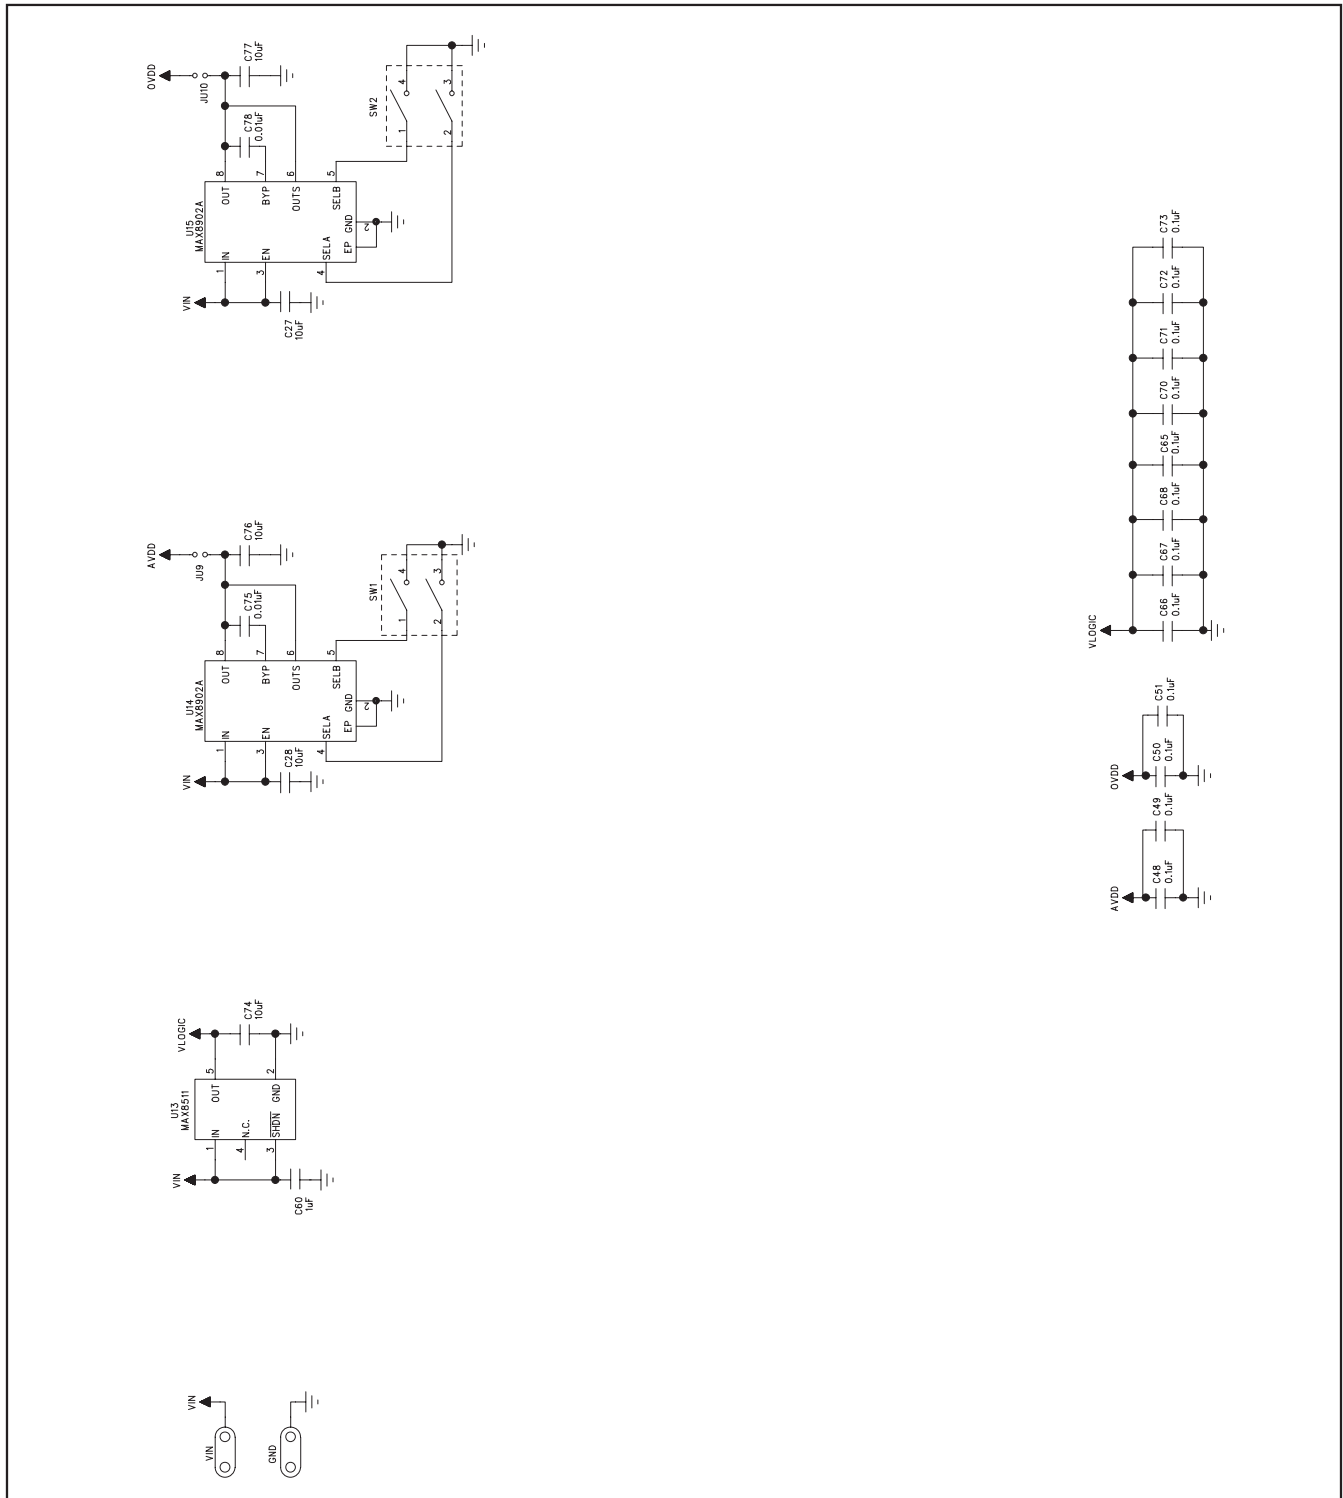 VIN
VIN
GND
VIN
U13
MAX8511
1
IN
OUT
5
VLOGIC
4
N.C.
C74
10uF
3
SHDN
GND
2
C60
1uF
AVDD
JU9
VIN
U14
MAX8902A
1
IN
OUT
8
C75
0.01uF
C76
10uF
3
EN
BYP
7
C28
10uF
OUTS
6
4
SELA
SELB
5
EP
GND
2
SW1
1
4
2
3
OVDD
JU10
VIN
U15
MAX8902A
1
IN
OUT
8
C78
0.01uF
C77
10uF
3
EN
BYP
7
C27
10uF
OUTS
6
4
SELA
SELB
5
EP
GND
2
SW2
1
4
2
3
AVDD
C48
0.1uF
C49
0.1uF
OVDD
C50
0.1uF
C51
0.1uF
VLOGIC
C66
0.1uF
C67
0.1uF
C68
0.1uF
C65
0.1uF
C70
0.1uF
C71
0.1uF
C72
0.1uF
C73
0.1uF